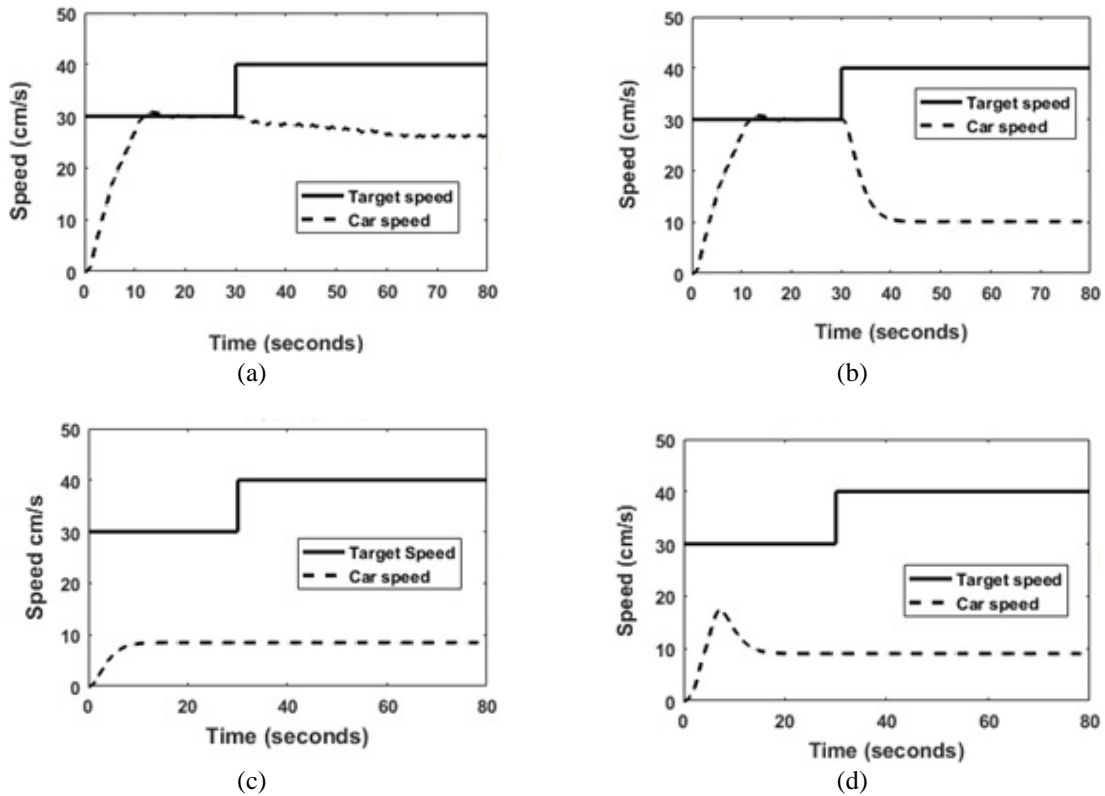 50
40
30
20
10
0
Speed (cm/s)
Target speed
Car speed
0 10 20 30 40 50 60 70 80
Time (seconds)
(a)
50
40
30
20
10
0
Speed (cm/s)
Target speed
Car speed
0 10 20 30 40 50 60 70 80
Time (seconds)
(b)
50
40
30
20
10
0
Speed cm/s
Target Speed
Car speed
0 20 40 60 80
Time (seconds)
(c)
50
40
30
20
10
0
Speed (cm/s)
Target speed
Car speed
0 20 40 60 80
Time (seconds)
(d)